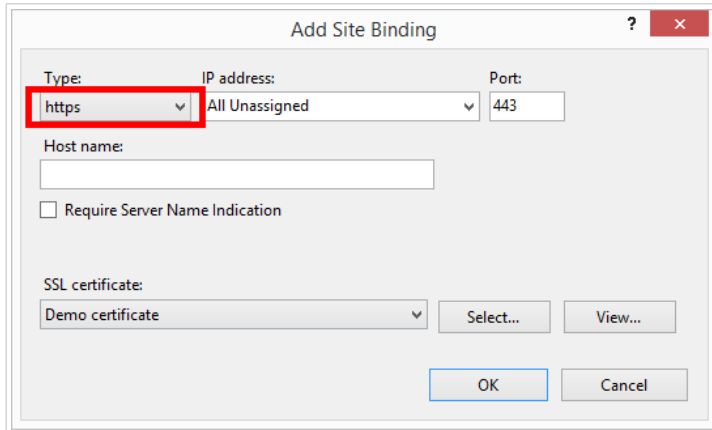 Add Site Binding
?
Type: IP address: Port:
https All Unassigned 443
Host name:
Require Server Name Indication
SSL certificate:
Demo certificate Select... View...
OK Cancel